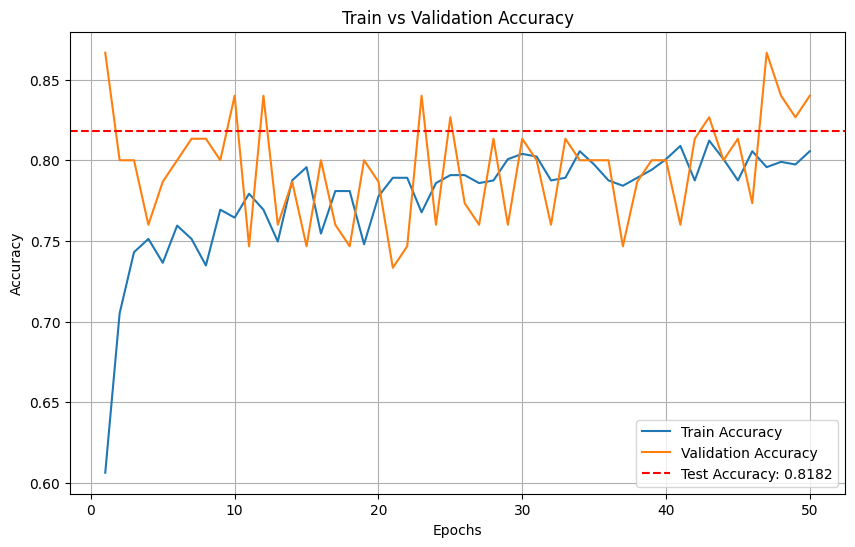 Train vs Validation Accuracy
Accuracy
0.85
0.80
0.75
0.70
0.65
0.60
Train Accuracy
Validation Accuracy
Test Accuracy: 0.8182
0 10 20 30 40 50
Epochs